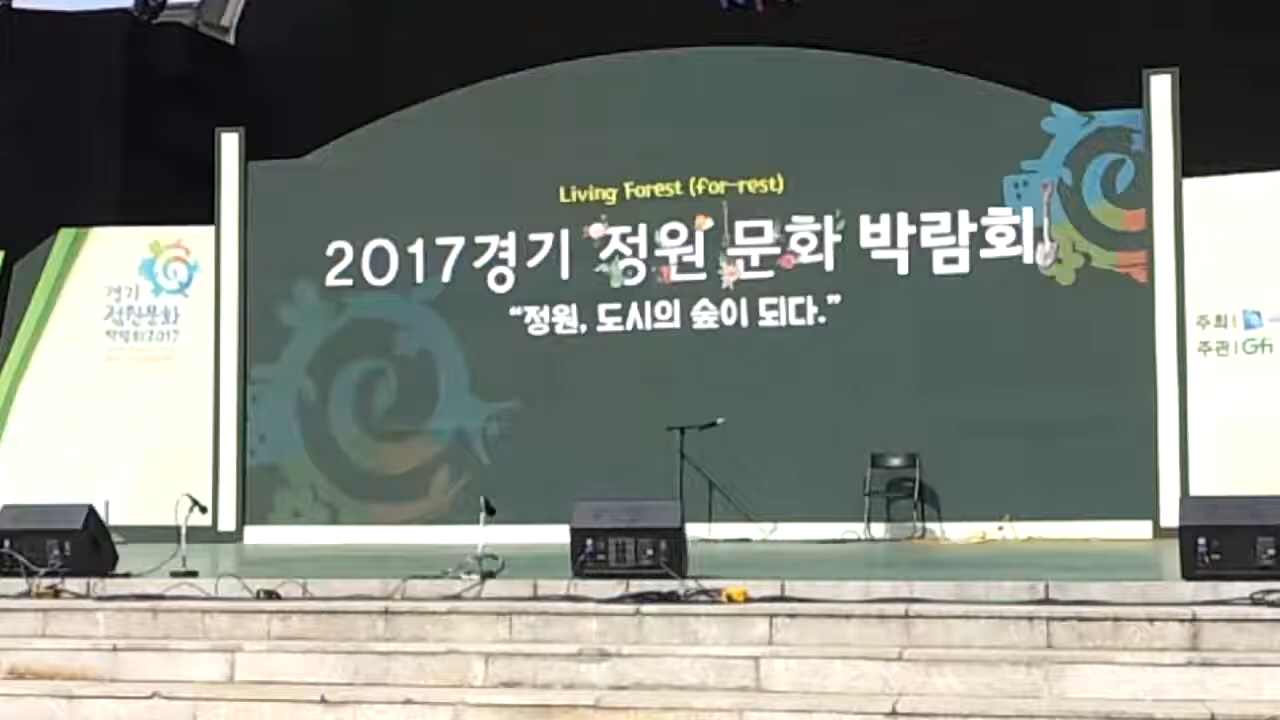 Living Forest (for-rest)
2017경기 정원 문화 박람회
“정원, 도시의 숲이 되다.”
경기
정원문화
박람회2017
주최 |
주관 | Gfi